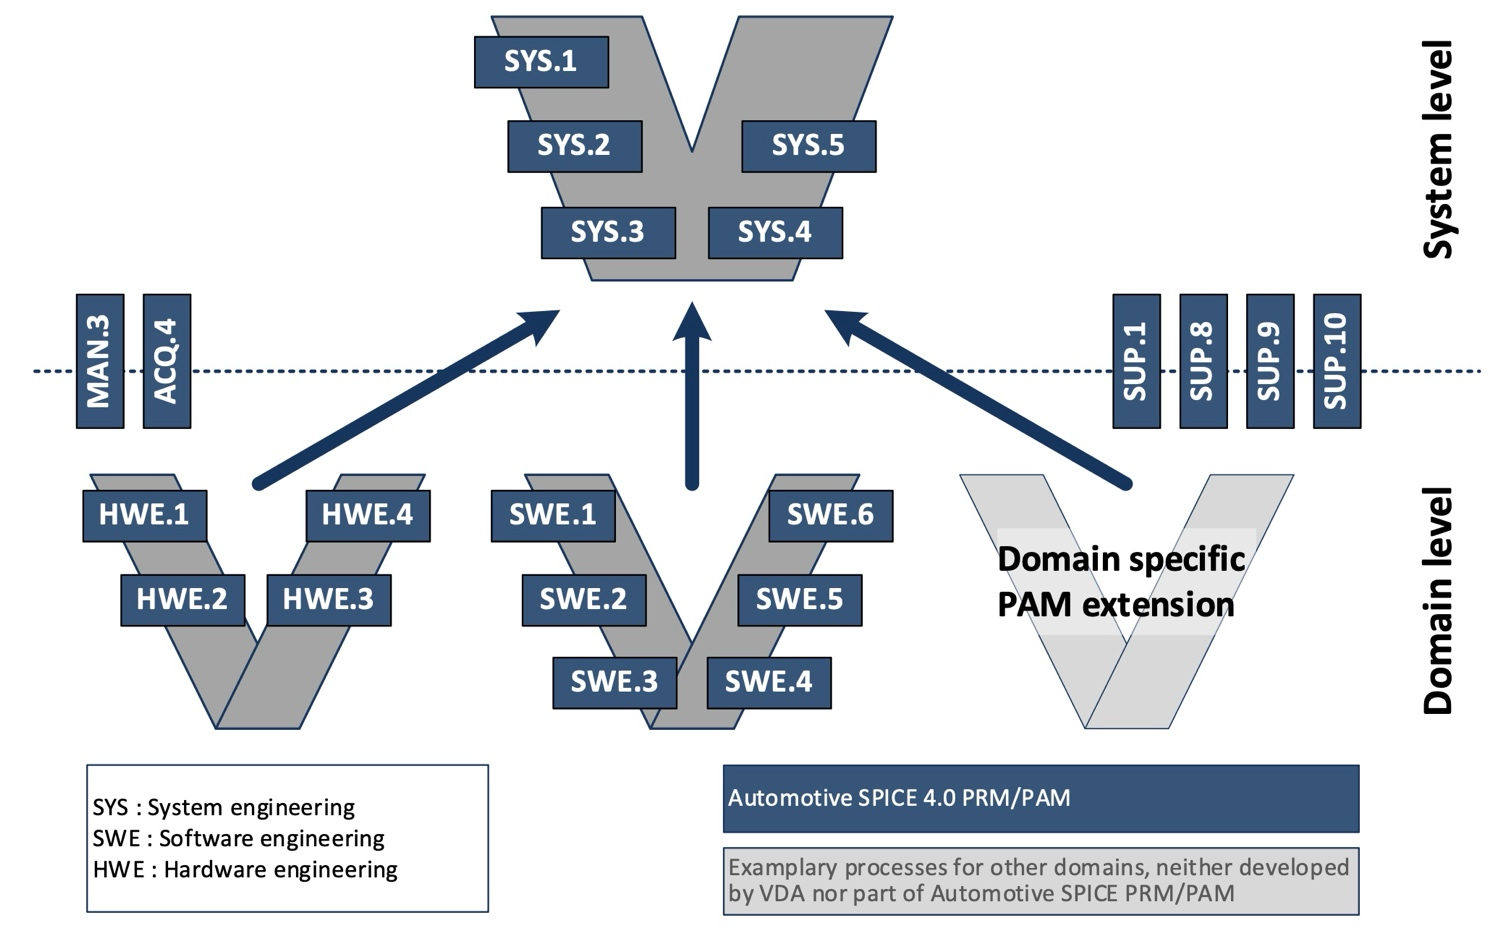 SYS.1
SYS.2
SYS.5
SYS.3
SYS.4
System level
MAN.3
ACQ.4
SUP.1
SUP.8
SUP.9
SUP.10
HWE.1
HWE.4
HWE.2
HWE.3
SWE.1
SWE.6
SWE.2
SWE.5
SWE.3
SWE.4
Domain specific
PAM extension
Domain level
SYS : System engineering
SWE : Software engineering
HWE : Hardware engineering
Automotive SPICE 4.0 PRM/PAM
Examplary processes for other domains, neither developed
by VDA nor part of Automotive SPICE PRM/PAM